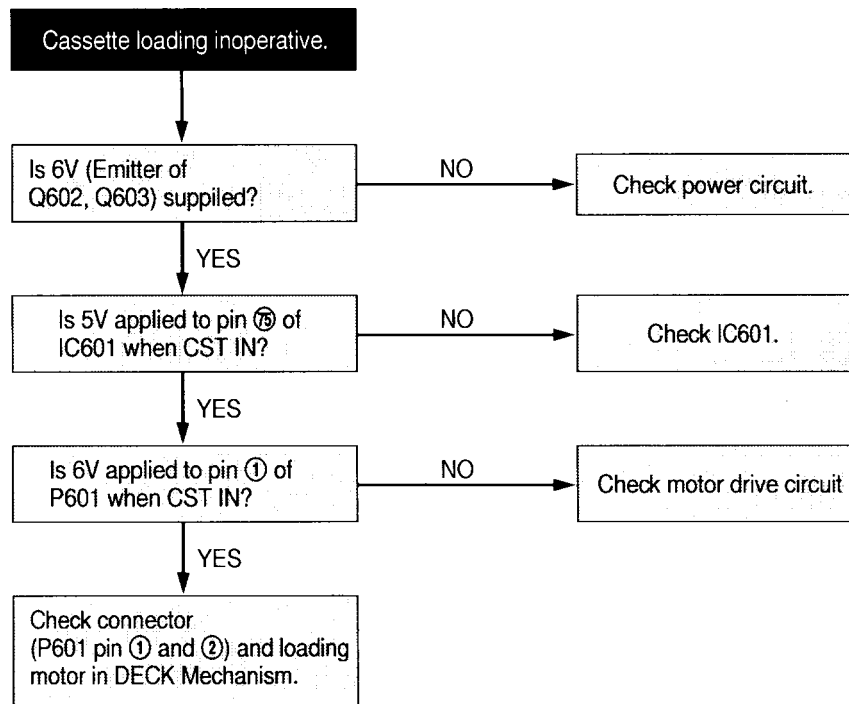 Cassette loading inoperative.
Is 6V (Emitter of
Q602, Q603) suppiled?
NO
Check power circuit.
YES
Is 5V applied to pin ㊆5 of
IC601 when CST IN?
NO
Check IC601.
YES
Is 6V applied to pin ① of
P601 when CST IN?
NO
Check motor drive circuit
YES
Check connector
(P601 pin ① and ②) and loading
motor in DECK Mechanism.